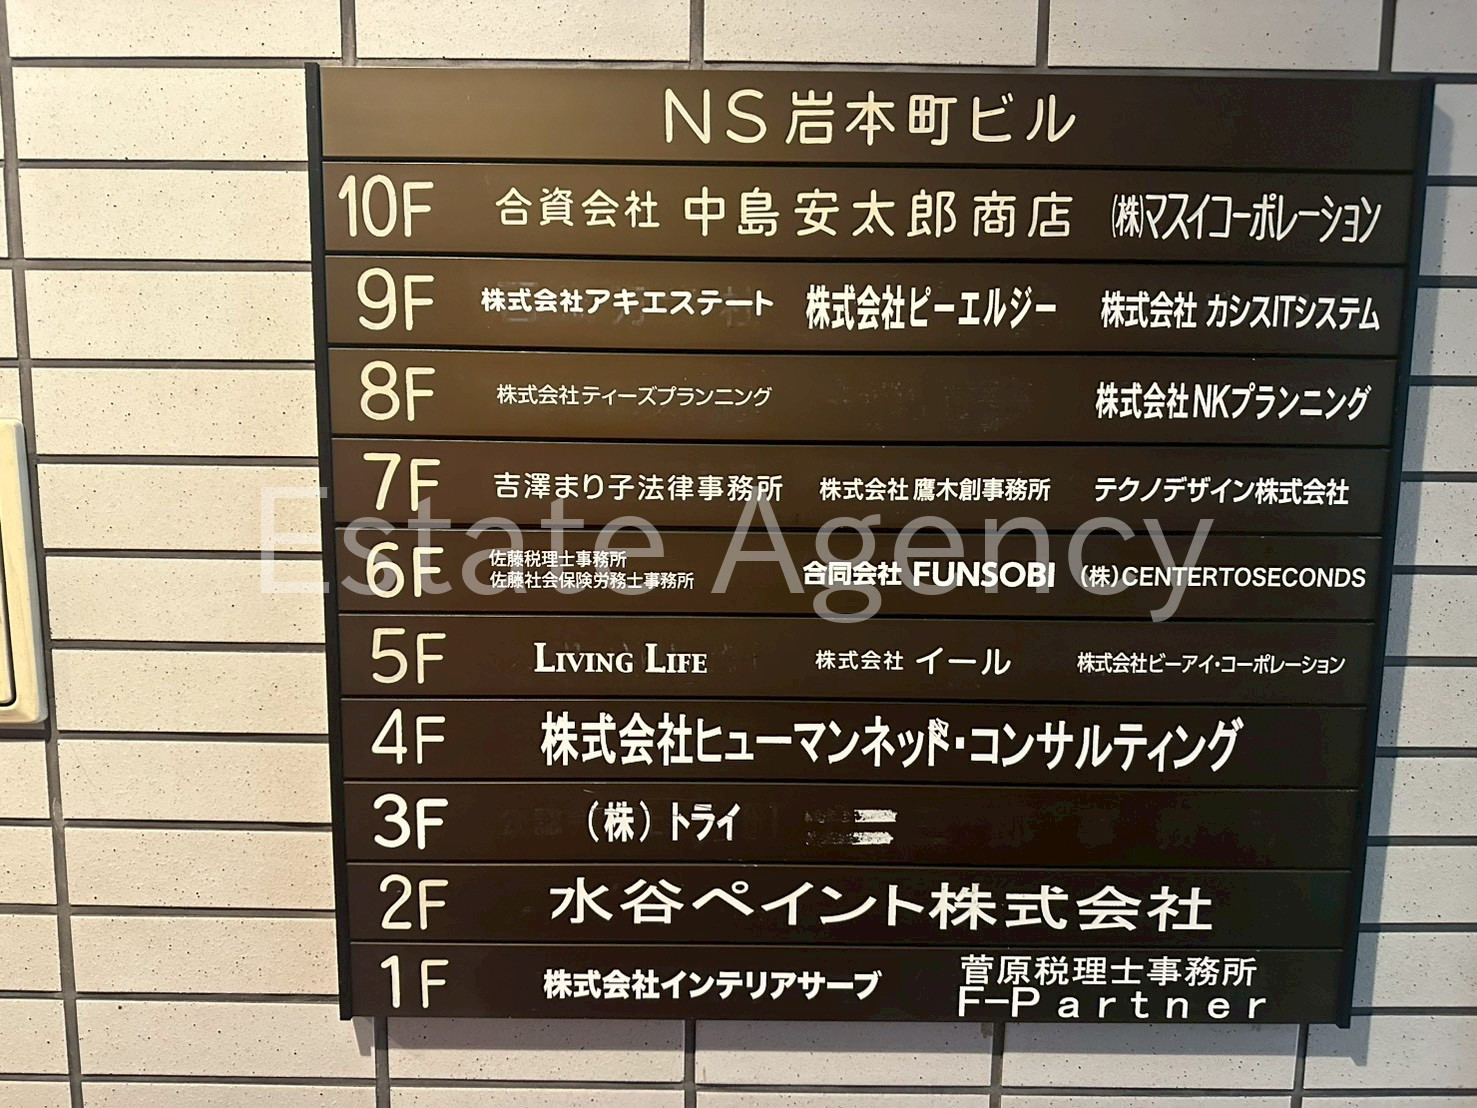 NS岩本町ビル
10F 合資会社 中島安太郎商店 (株)マスイコーポレーション
9F 株式会社アキエステート 株式会社ピーエルジー 株式会社 カシスITシステム
8F 株式会社ティーズプランニング 株式会社NKプランニング
7F 吉澤まり子法律事務所 株式会社 鷹木創事務所 テクノデザイン株式会社
Estate Agency
6F 佐藤税理士事務所
佐藤社会保険労務士事務所 合同会社 FUNSOBI (株)CENTERTOSECONDS
5F LIVING LIFE 株式会社 イール 株式会社ビーアイ・コーポレーション
4F 株式会社ヒューマンネット・コンサルティング
3F (株)トライ
2F 水谷ペイント株式会社
1F 株式会社インテリアサーブ 菅原税理士事務所
F-Partner